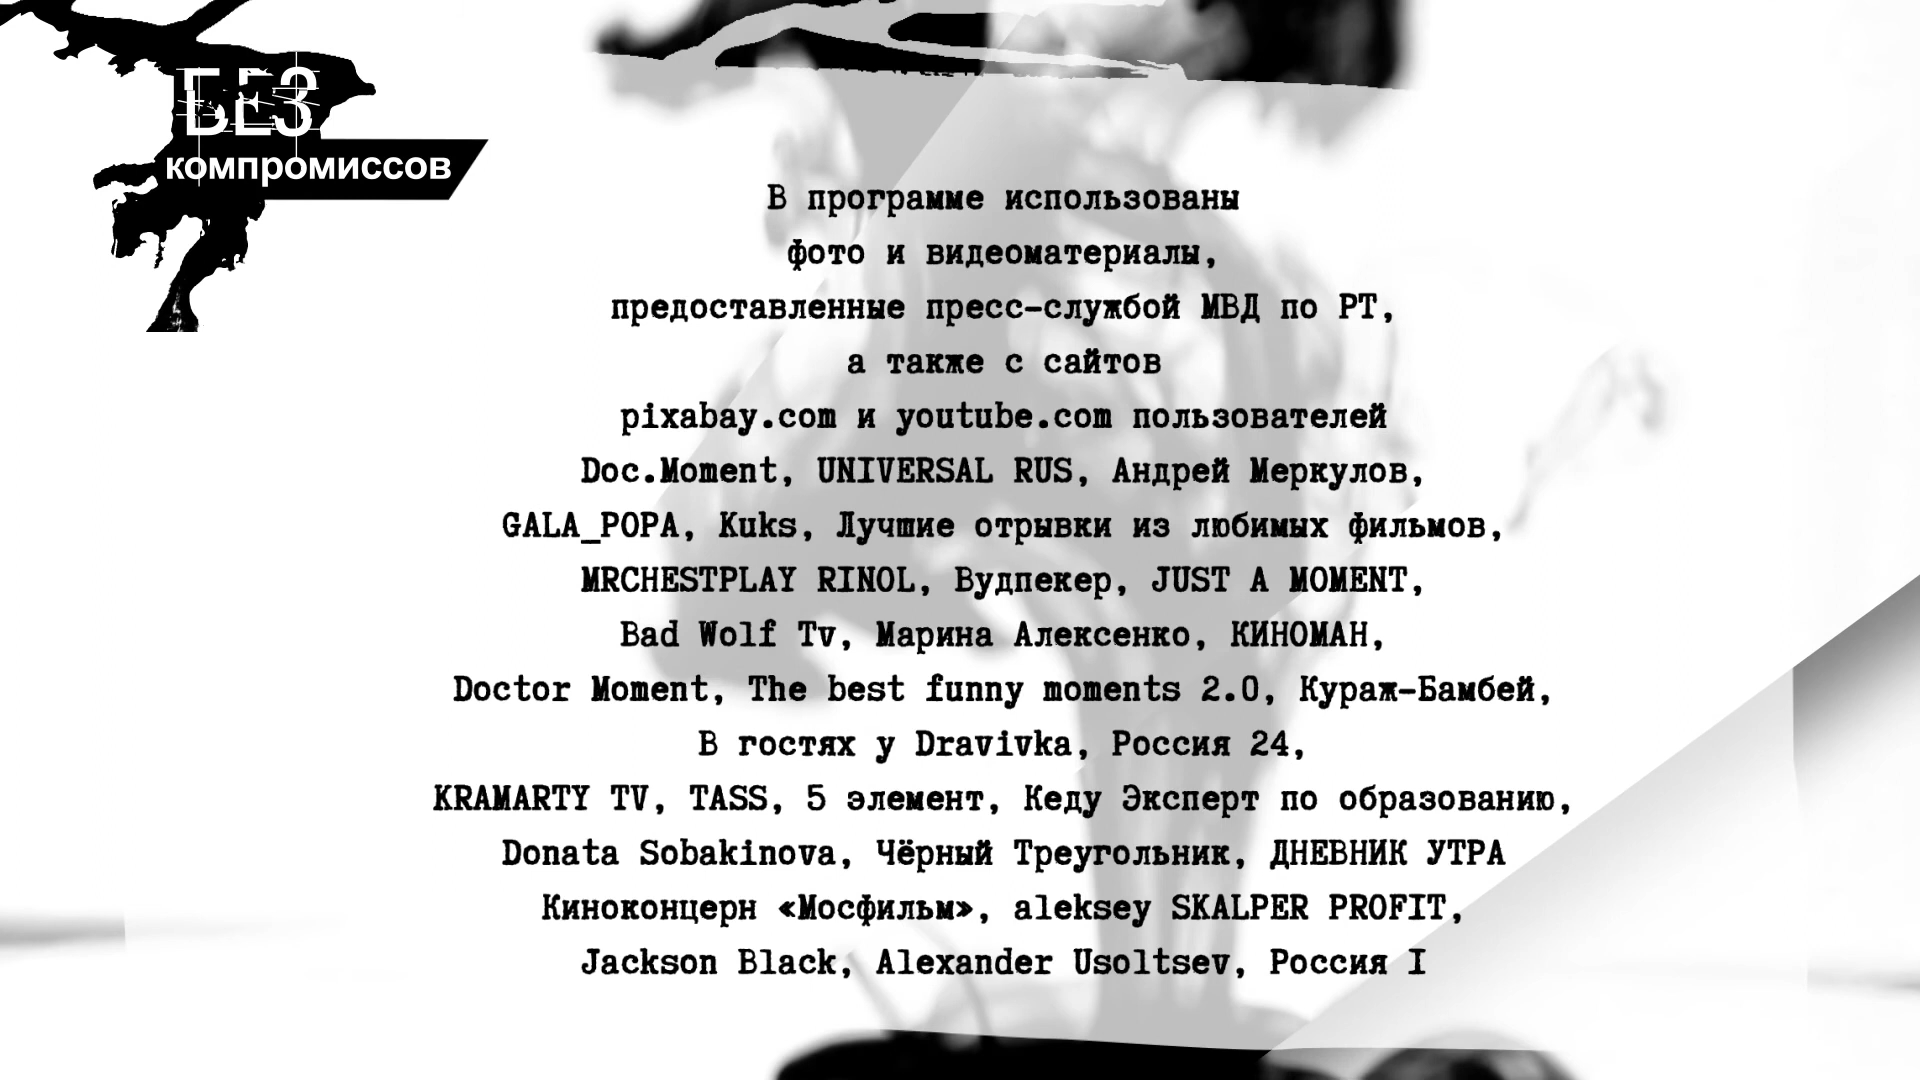 БЕЗ
компромиссов
В программе использованы
фото и видеоматериалы,
предоставленные пресс-службой МВД по РТ,
а также с сайтов
pixabay.com и youtube.com пользователей
Doc.Moment, UNIVERSAL RUS, Андрей Меркулов,
GALA_POPA, Kuks, Лучшие отрывки из любимых фильмов,
MRCHESTPLAY RINOL, Вудпекер, JUST A MOMENT,
Bad Wolf Tv, Марина Алексенко, КИНОМАН,
Doctor Moment, The best funny moments 2.0, Кураж-Бамбей,
В гостях у Dravivka, Россия 24,
KRAMARTY TV, TASS, 5 элемент, Кеду Эксперт по образованию,
Donata Sobakinova, Чёрный Треугольник, ДНЕВНИК УТРА
Киноконцерн «Мосфильм», aleksey SKALPER PROFIT,
Jackson Black, Alexander Usoltsev, Россия I